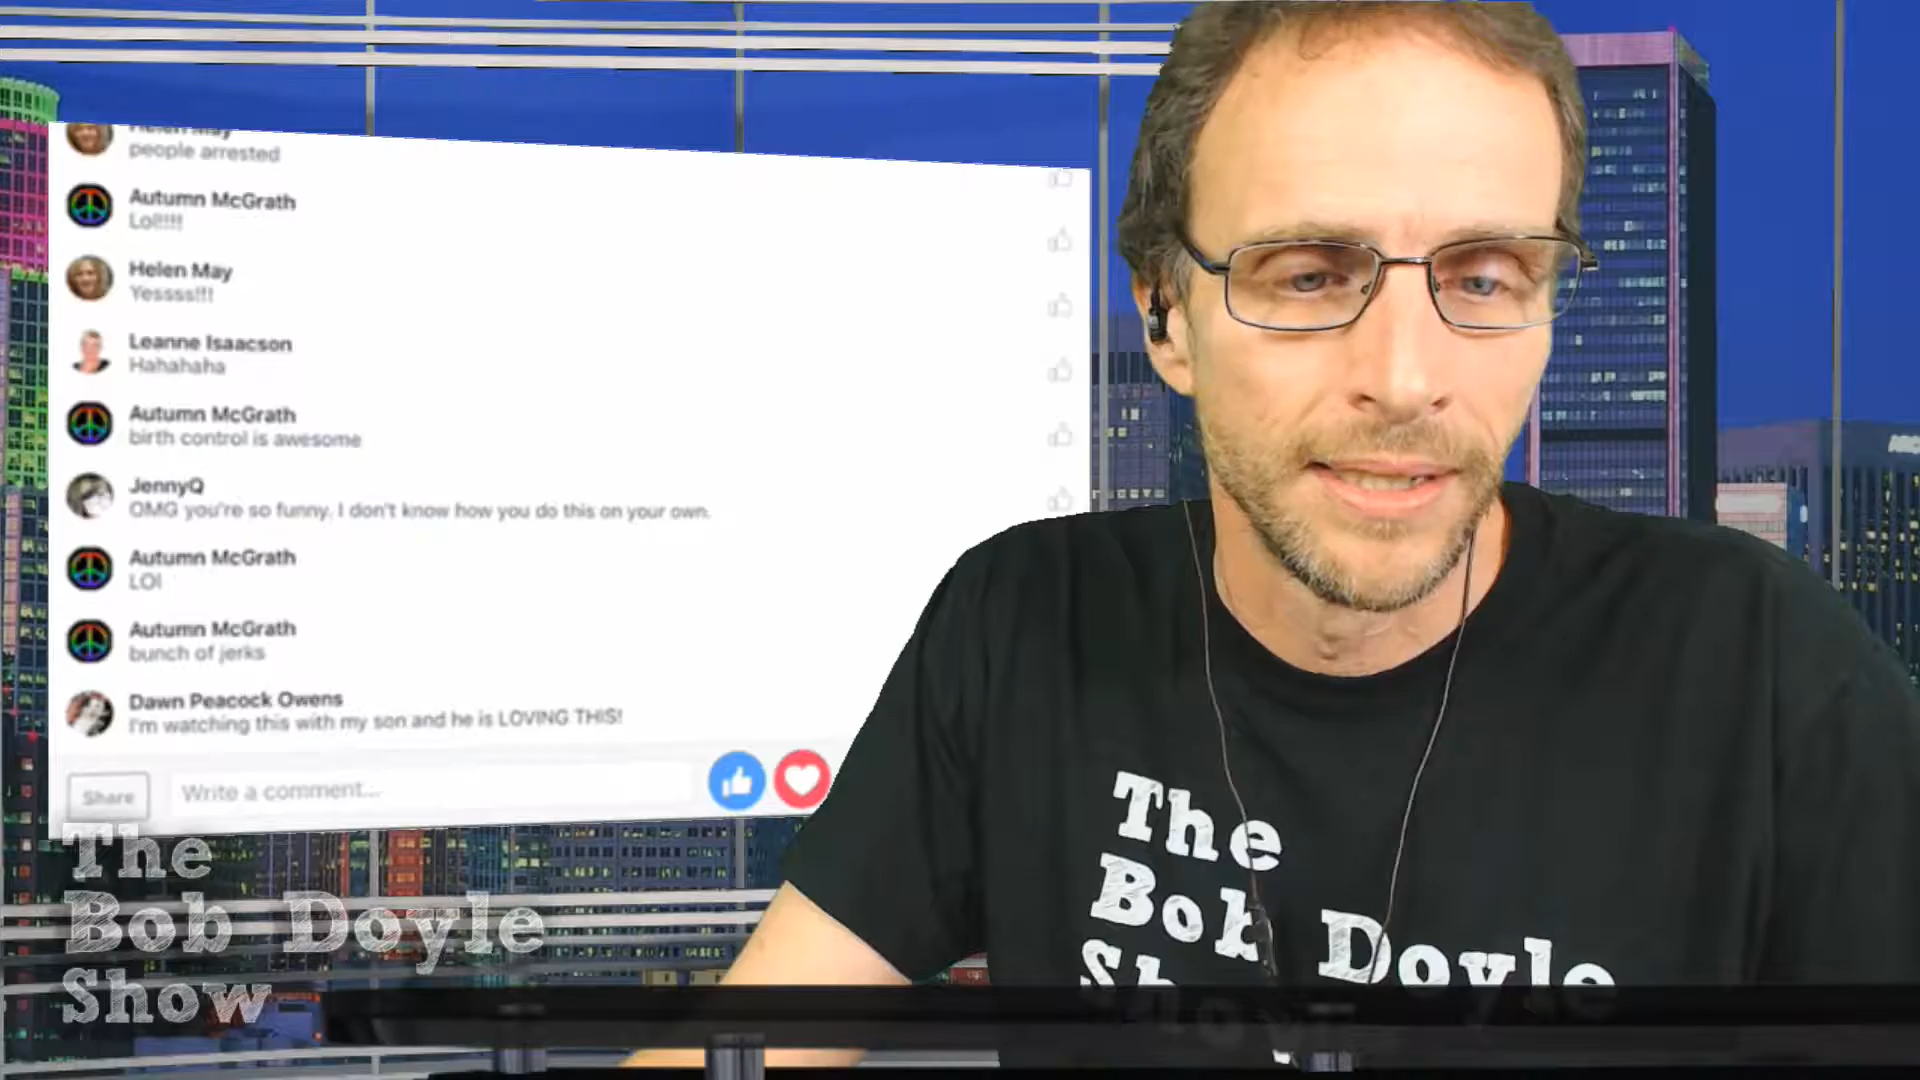 Helen May
people arrested
Autumn McGrath
Lol!!!!
Helen May
Yessss!!!
Leanne Isaacson
Hahahaha
Autumn McGrath
birth control is awesome
JennyQ
OMG you're so funny. I don't know how you do this on your own.
Autumn McGrath
LOl
Autumn McGrath
bunch of jerks
Dawn Peacock Owens
I'm watching this with my son and he is LOVING THIS!
Share
Write a comment...
The
Bob Doyle
Show
The
Bob Doyle
Show